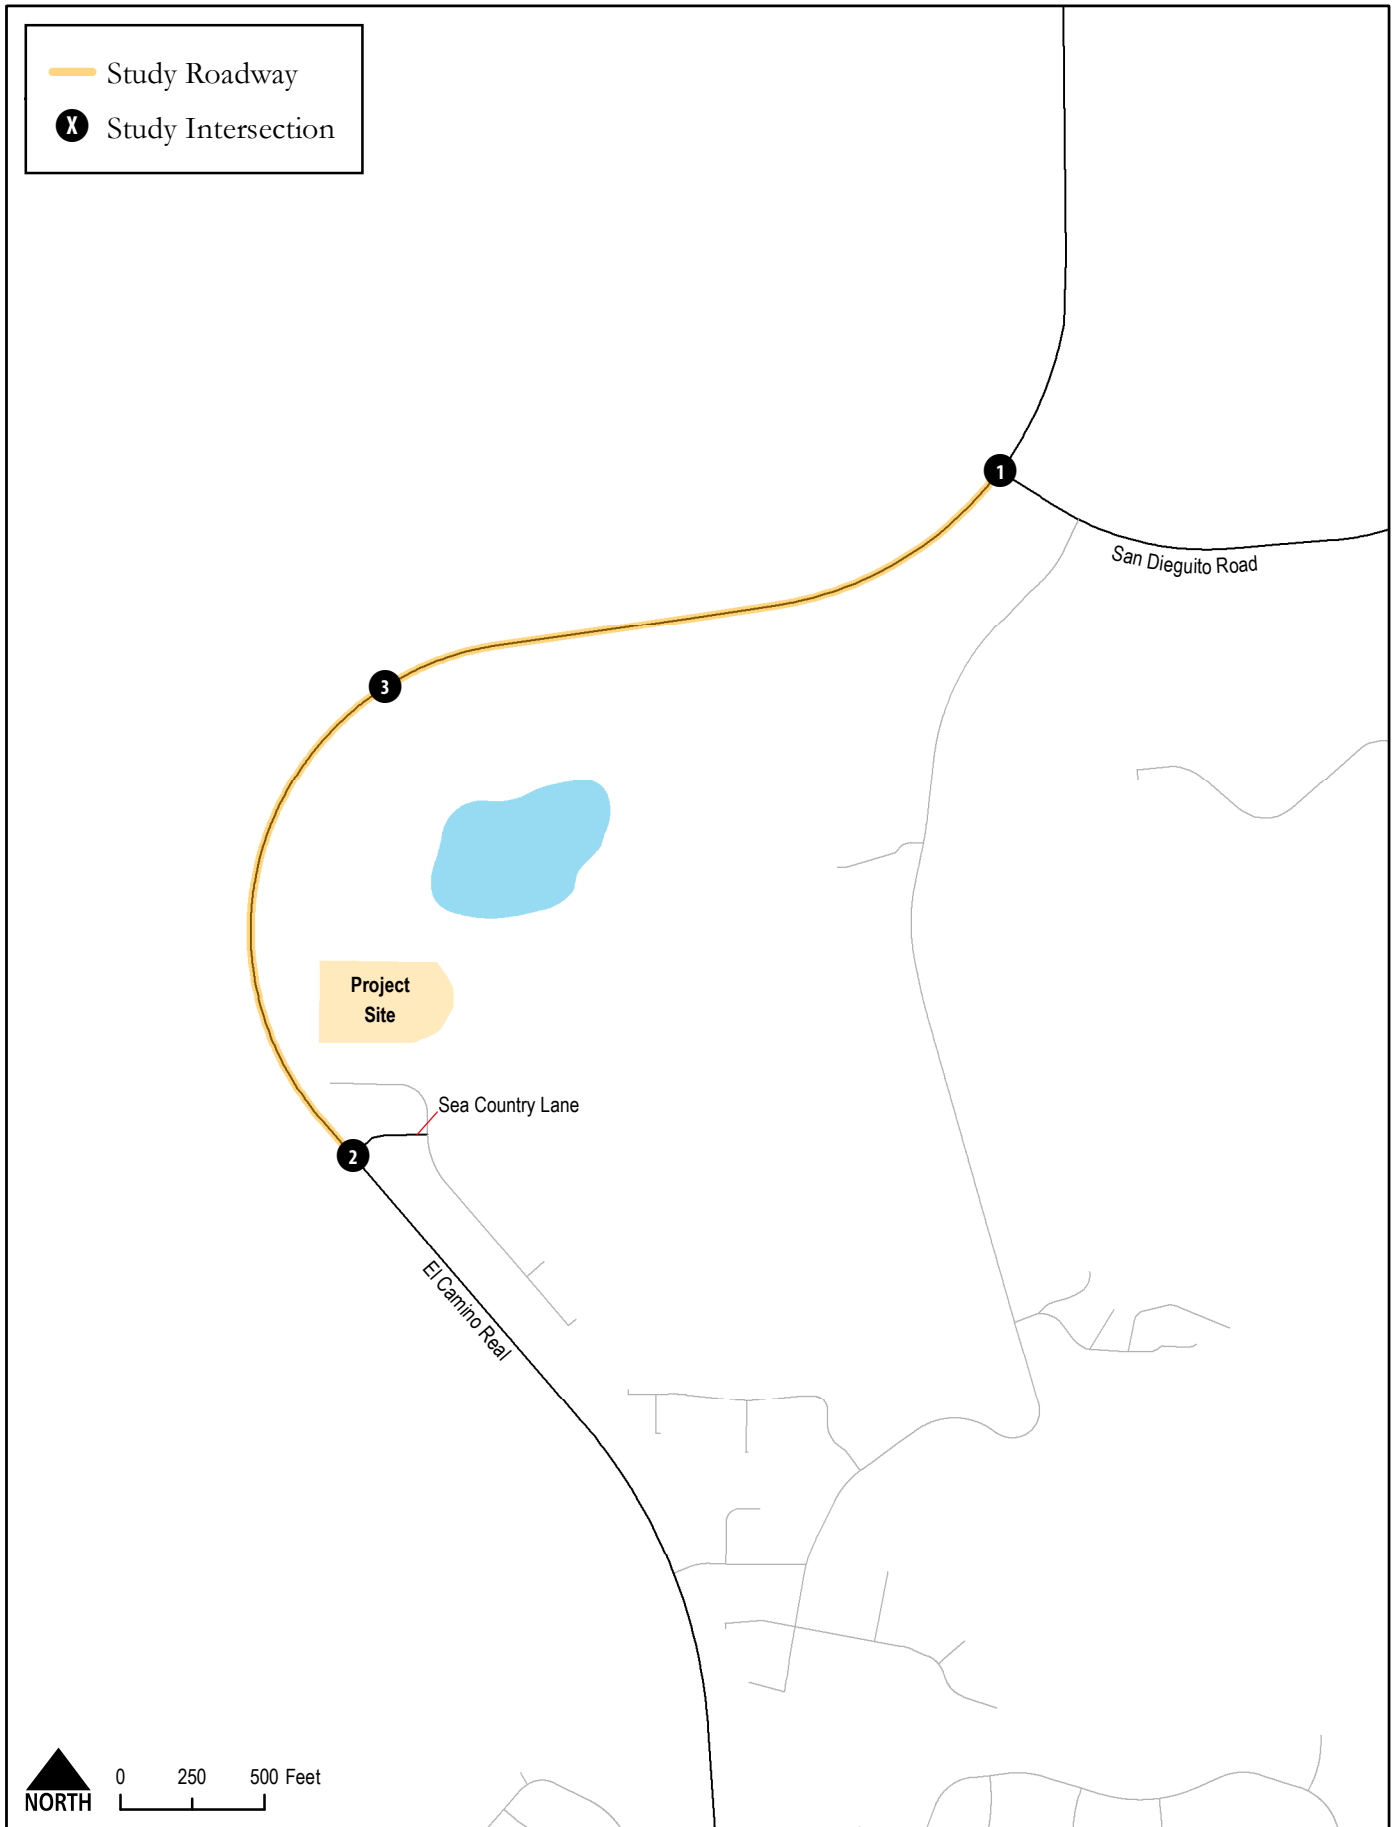 Study Roadway
X Study Intersection
1
San Dieguito Road
3
Project
Site
Sea Country Lane
2
El Camino Real
NORTH
0 250 500 Feet